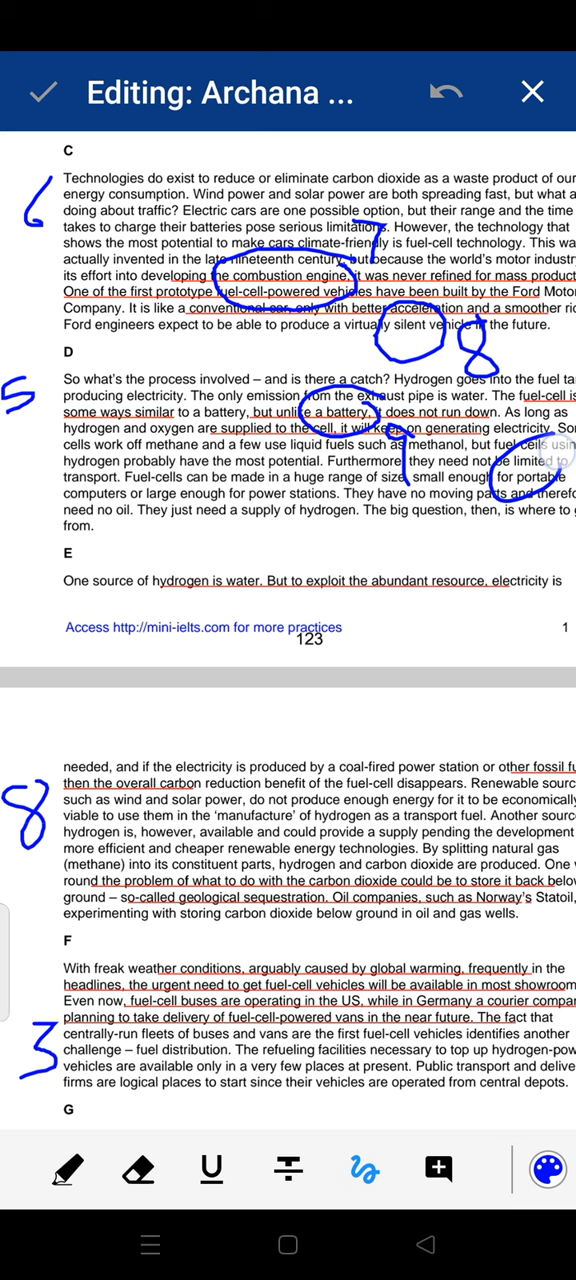 Editing: Archana ...
C
Technologies do exist to reduce or eliminate carbon dioxide as a waste product of our
energy consumption. Wind power and solar power are both spreading fast, but what a
doing about traffic? Electric cars are one possible option, but their range and the time
6
takes to charge their batteries pose serious limitations. However, the technology that
7
shows the most potential to make cars climate-friendly is fuel-cell technology. This wa
actually invented in the late nineteenth century, but because the world's motor industr
its effort into developing the combustion engine, it was never refined for mass product
One of the first prototype fuel-cell-powered vehicles have been built by the Ford Motor
Company. It is like a conventional car, only with better acceleration and a smoother ric
Ford engineers expect to be able to produce a virtually silent vehicle in the future.
8
D
So what's the process involved – and is there a catch? Hydrogen goes into the fuel ta
5
producing electricity. The only emission from the exhaust pipe is water. The fuel-cell is
some ways similar to a battery, but unlike a battery, it does not run down. As long as
hydrogen and oxygen are supplied to the cell, it will keep on generating electricity. So
9
cells work off methane and a few use liquid fuels such as methanol, but fuel-cells usin
hydrogen probably have the most potential. Furthermore, they need not be limited to
transport. Fuel-cells can be made in a huge range of size, small enough for portable
computers or large enough for power stations. They have no moving parts and therefo
need no oil. They just need a supply of hydrogen. The big question, then, is where to g
from.
E
One source of hydrogen is water. But to exploit the abundant resource, electricity is
Access http://mini-ielts.com for more practices 1
123
needed, and if the electricity is produced by a coal-fired power station or other fossil fu
then the overall carbon reduction benefit of the fuel-cell disappears. Renewable sourc
8
such as wind and solar power, do not produce enough energy for it to be economically
viable to use them in the 'manufacture' of hydrogen as a transport fuel. Another sourc
hydrogen is, however, available and could provide a supply pending the development
more efficient and cheaper renewable energy technologies. By splitting natural gas
(methane) into its constituent parts, hydrogen and carbon dioxide are produced. One
round the problem of what to do with the carbon dioxide could be to store it back belo
ground – so-called geological sequestration. Oil companies, such as Norway's Statoil,
experimenting with storing carbon dioxide below ground in oil and gas wells.
F
With freak weather conditions, arguably caused by global warming, frequently in the
headlines, the urgent need to get fuel-cell vehicles will be available in most showroom
Even now, fuel-cell buses are operating in the US, while in Germany a courier compan
planning to take delivery of fuel-cell-powered vans in the near future. The fact that
3
centrally-run fleets of buses and vans are the first fuel-cell vehicles identifies another
challenge – fuel distribution. The refueling facilities necessary to top up hydrogen-pow
vehicles are available only in a very few places at present. Public transport and delive
firms are logical places to start since their vehicles are operated from central depots.
G